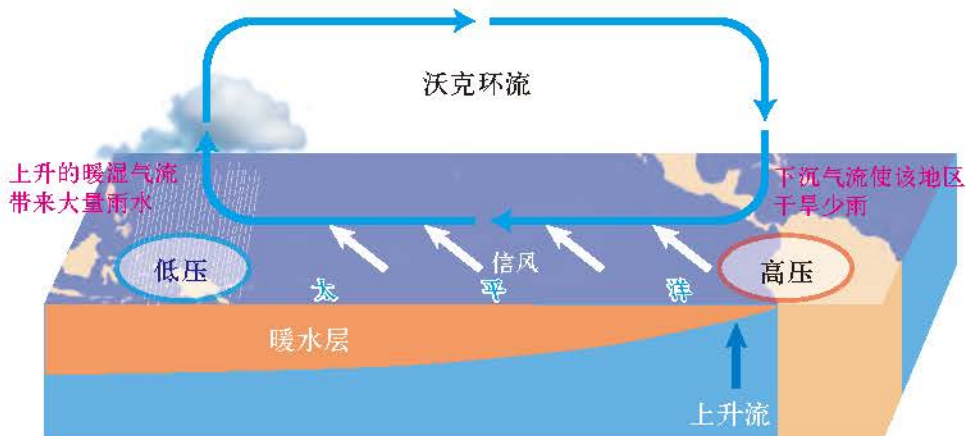 沃克环流
上升的暖湿气流
带来大量雨水
下沉气流使该地区
干旱少雨
低压
信风
高压
太平洋
暖水层
上升流